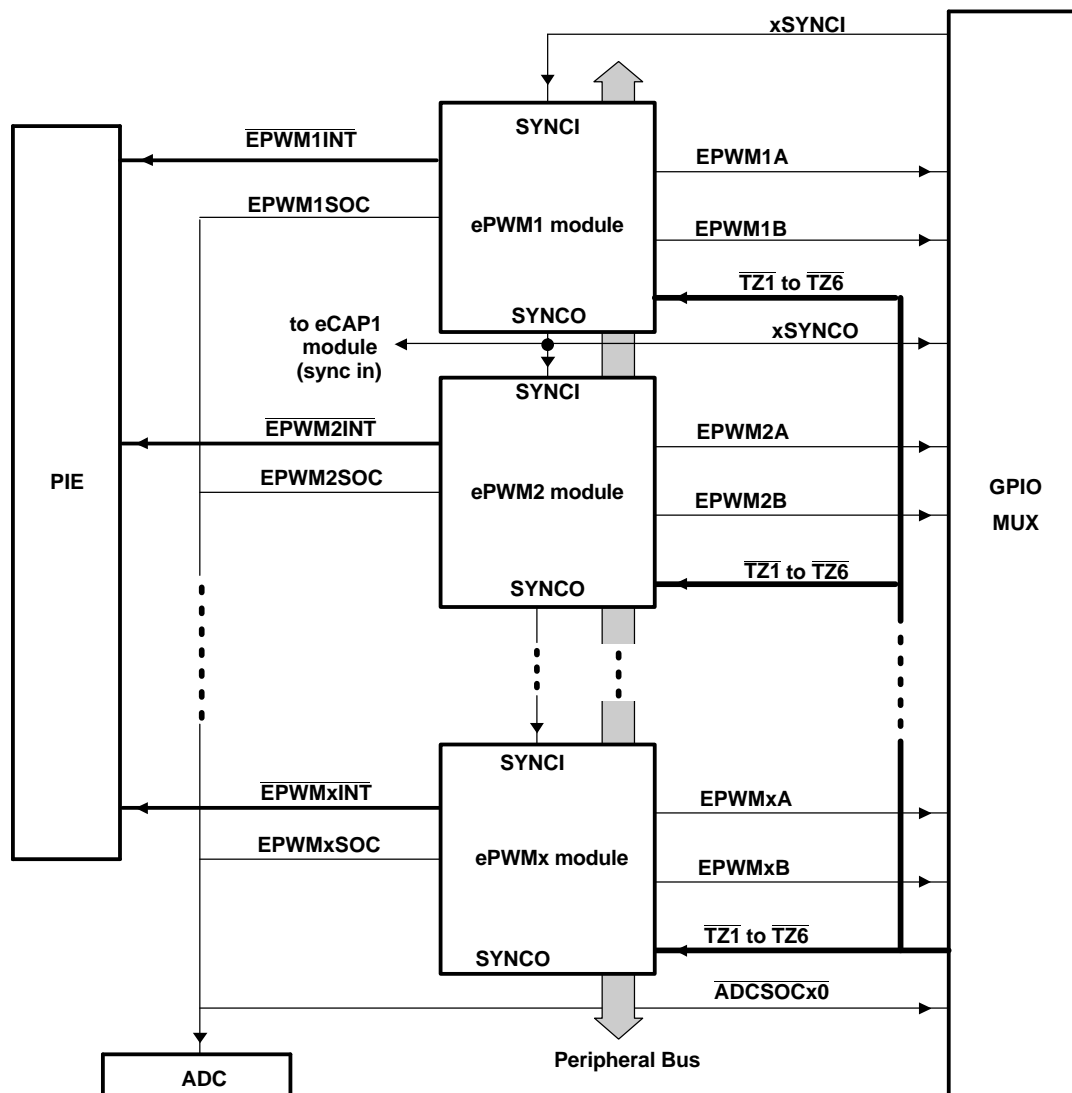 xSYNCI
SYNCI
EPWM1INT
EPWM1A
EPWM1SOC
ePWM1 module
EPWM1B
TZ1 to TZ6
SYNCO
to eCAP1
module
(sync in)
xSYNCO
SYNCI
EPWM2INT
EPWM2A
PIE
EPWM2SOC
ePWM2 module
EPWM2B
GPIO
MUX
TZ1 to TZ6
SYNCO
SYNCI
EPWMxINT
EPWMxA
EPWMxSOC
ePWMx module
EPWMxB
TZ1 to TZ6
SYNCO
ADCSOCx0
Peripheral Bus
ADC